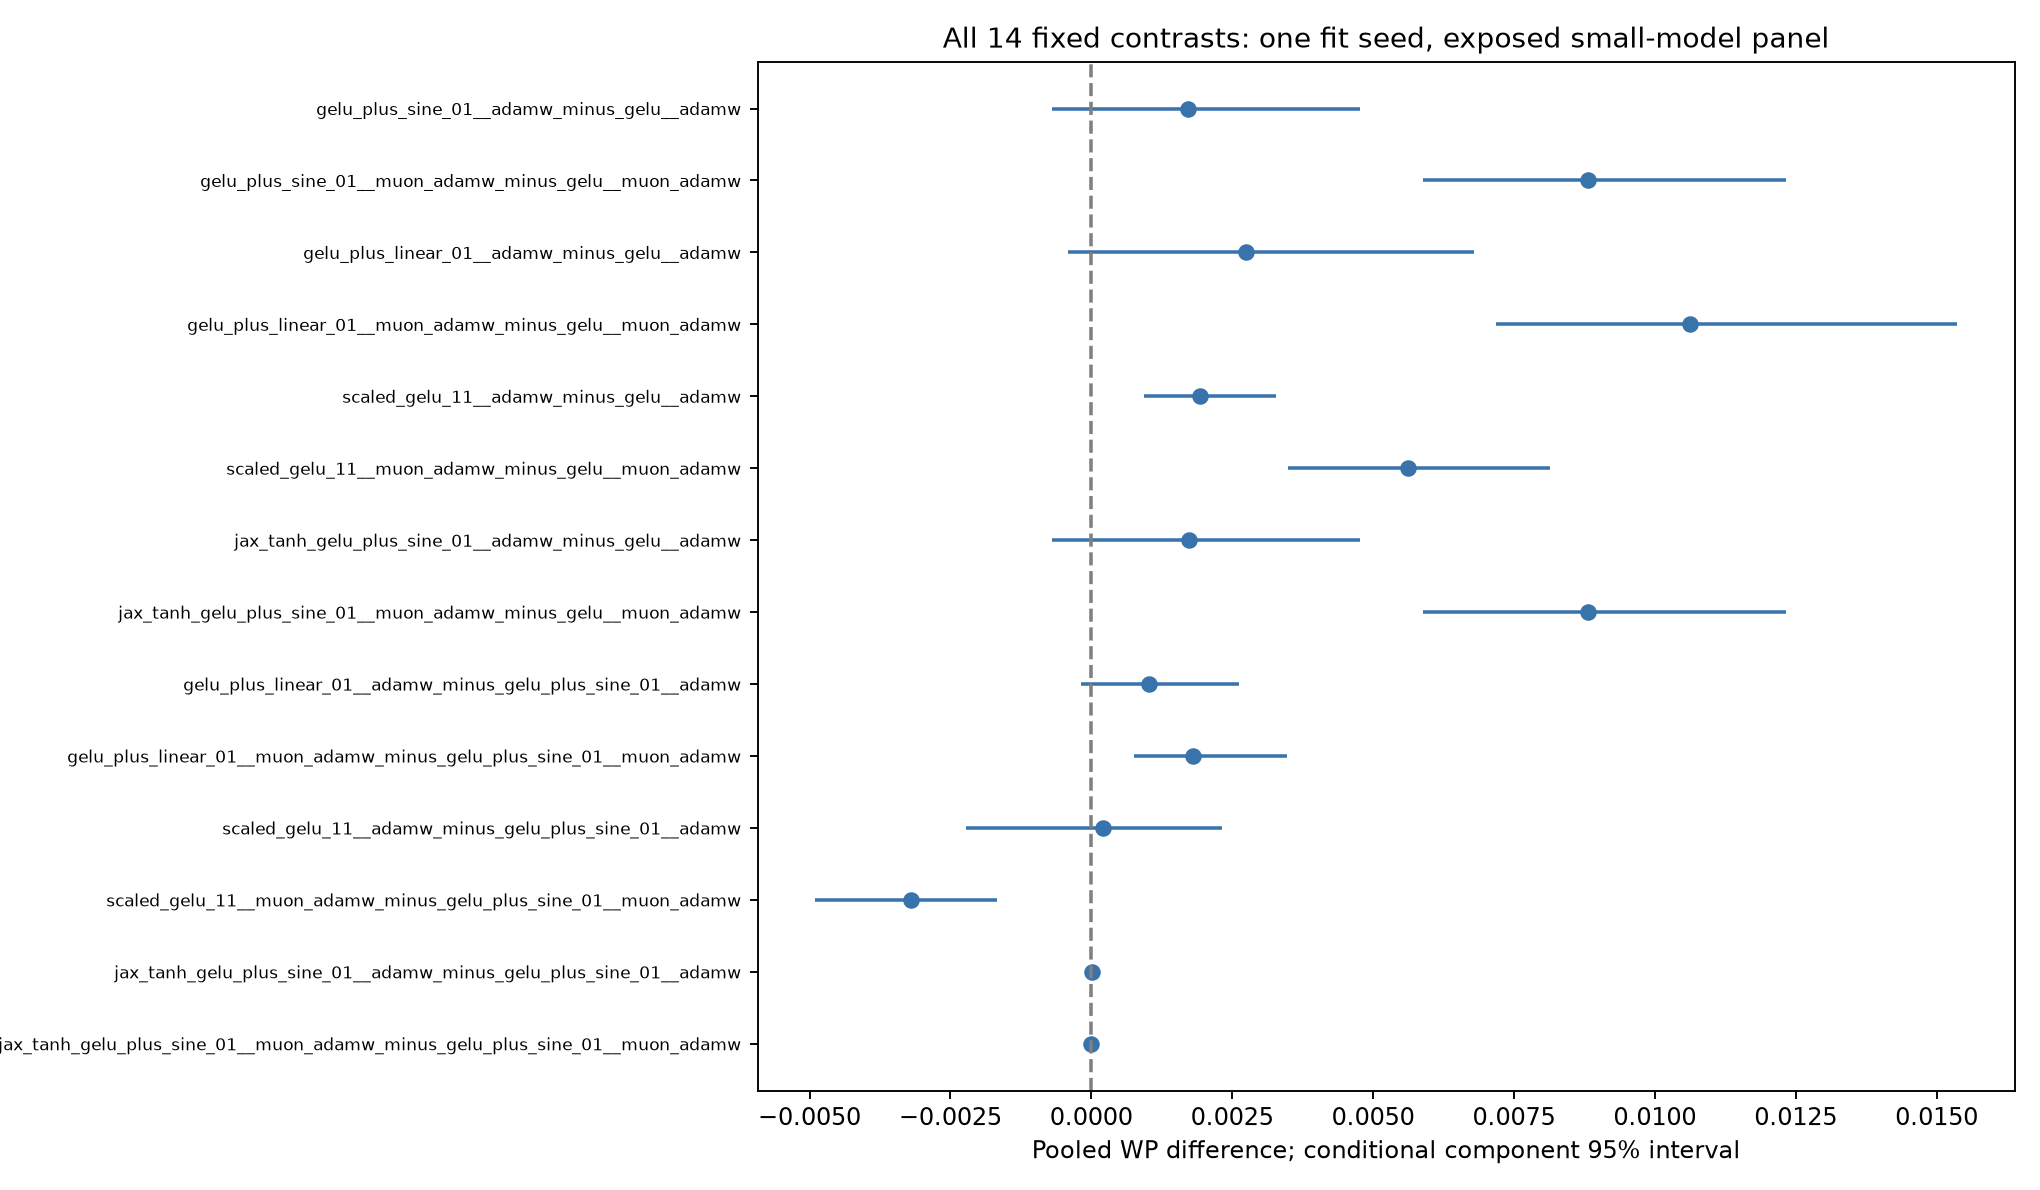 All 14 fixed contrasts: one fit seed, exposed small-model panel
gelu_plus_sine_01__adamw_minus_gelu__adamw
gelu_plus_sine_01__muon_adamw_minus_gelu__muon_adamw
gelu_plus_linear_01__adamw_minus_gelu__adamw
gelu_plus_linear_01__muon_adamw_minus_gelu__muon_adamw
scaled_gelu_11__adamw_minus_gelu__adamw
scaled_gelu_11__muon_adamw_minus_gelu__muon_adamw
jax_tanh_gelu_plus_sine_01__adamw_minus_gelu__adamw
jax_tanh_gelu_plus_sine_01__muon_adamw_minus_gelu__muon_adamw
gelu_plus_linear_01__adamw_minus_gelu_plus_sine_01__adamw
gelu_plus_linear_01__muon_adamw_minus_gelu_plus_sine_01__muon_adamw
scaled_gelu_11__adamw_minus_gelu_plus_sine_01__adamw
scaled_gelu_11__muon_adamw_minus_gelu_plus_sine_01__muon_adamw
jax_tanh_gelu_plus_sine_01__adamw_minus_gelu_plus_sine_01__adamw
jax_tanh_gelu_plus_sine_01__muon_adamw_minus_gelu_plus_sine_01__muon_adamw
−0.0050 −0.0025 0.0000 0.0025 0.0050 0.0075 0.0100 0.0125 0.0150
Pooled WP difference; conditional component 95% interval